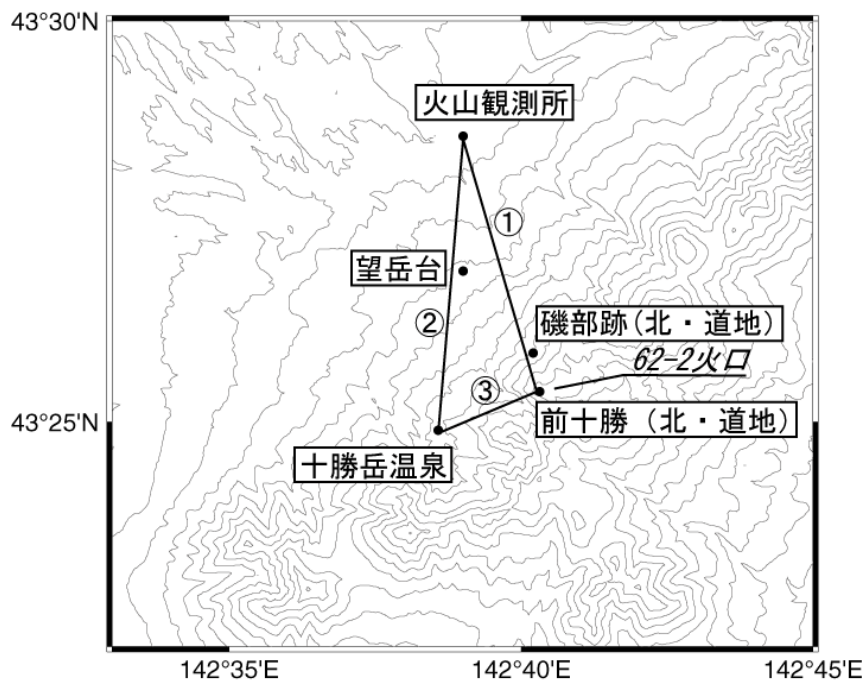 43°30'N
火山観測所
①
望岳台
②
磯部跡(北・道地)
62-2火口
③
43°25'N
前十勝(北・道地)
十勝岳温泉
142°35'E
142°40'E
142°45'E